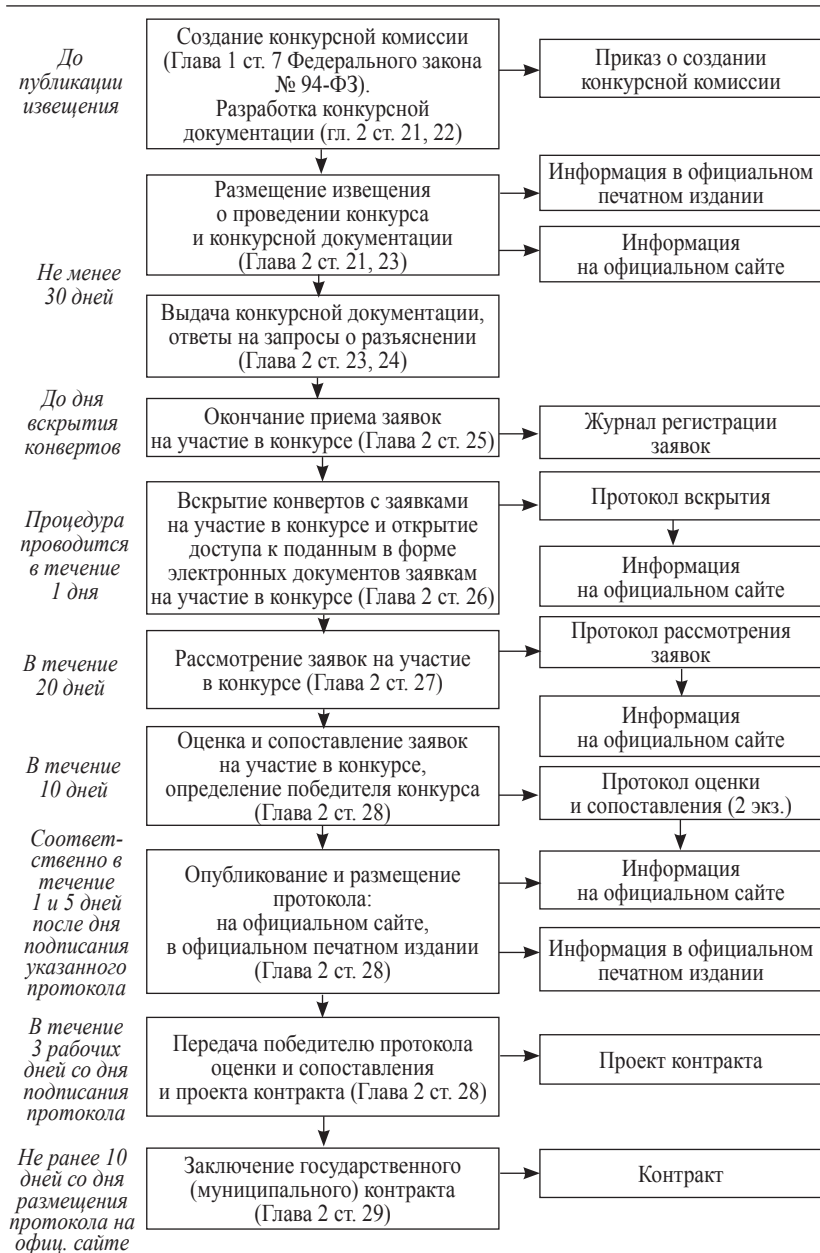 До
публикации
извещения
Создание конкурсной комиссии
(Глава 1 ст. 7 Федерального закона
№ 94-ФЗ).
Разработка конкурсной
документации (гл. 2 ст. 21, 22)
Приказ о создании
конкурсной комиссии
Не менее
30 дней
Размещение извещения
о проведении конкурса
и конкурсной документации
(Глава 2 ст. 21, 23)
Информация в официальном
печатном издании
Информация
на официальном сайте
Выдача конкурсной документации,
ответы на запросы о разъяснении
(Глава 2 ст. 23, 24)
До дня
вскрытия
конвертов
Окончание приема заявок
на участие в конкурсе (Глава 2 ст. 25)
Журнал регистрации
заявок
Процедура
проводится
в течение
1 дня
Вскрытие конвертов с заявками
на участие в конкурсе и открытие
доступа к поданным в форме
электронных документов заявкам
на участие в конкурсе (Глава 2 ст. 26)
Протокол вскрытия
Информация
на официальном сайте
В течение
20 дней
Рассмотрение заявок на участие
в конкурсе (Глава 2 ст. 27)
Протокол рассмотрения
заявок
Информация
на официальном сайте
В течение
10 дней
Оценка и сопоставление заявок
на участие в конкурсе,
определение победителя конкурса
(Глава 2 ст. 28)
Протокол оценки
и сопоставления (2 экз.)
Соответ-
ственно в
течение
1 и 5 дней
после дня
подписания
указанного
протокола
Опубликование и размещение
протокола:
на официальном сайте,
в официальном печатном издании
(Глава 2 ст. 28)
Информация
на официальном сайте
Информация в официальном
печатном издании
В течение
3 рабочих
дней со дня
подписания
протокола
Передача победителю протокола
оценки и сопоставления
и проекта контракта (Глава 2 ст. 28)
Проект контракта
Не ранее 10
дней со дня
размещения
протокола на
офиц. сайте
Заключение государственного
(муниципального) контракта
(Глава 2 ст. 29)
Контракт